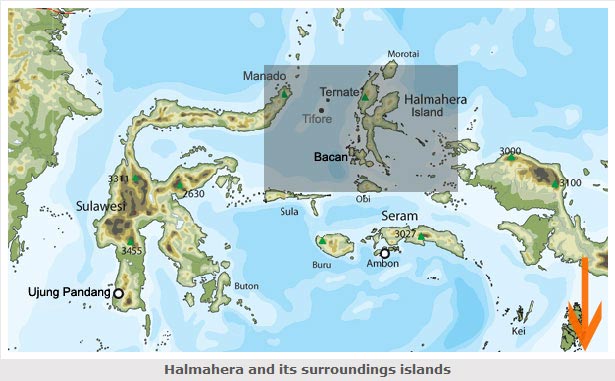 Morotai
Manado
Ternate
Halmahera
Island
Tifore
Bacan
3000
3311
2630
3100
Sulawesi
Obi
Sula
Seram
3027
3455
Buru
Ambon
Buton
Ujung Pandang
Kei
Halmahera and its surroundings islands